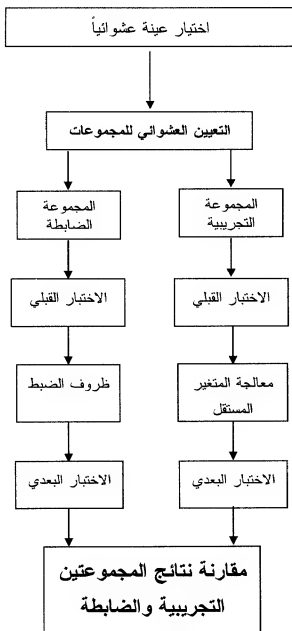 اختيار عينة عشوائياً
التعيين العشوائي للمجموعات
المجموعة
التجريبية
المجموعة
الضابطة
الاختبار القبلي
الاختبار القبلي
معالجة المتغير
المستقل
ظروف الضبط
الاختبار البعدي
الاختبار البعدي
مقارنة نتائج المجموعتين
التجريبية والضابطة